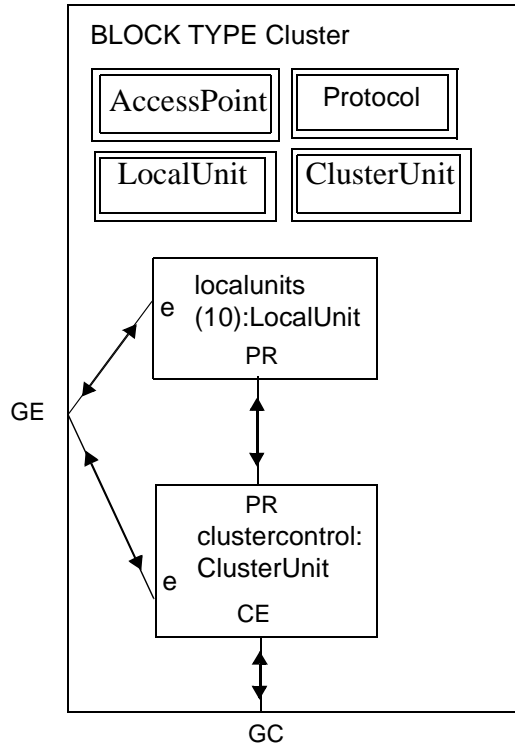 BLOCK TYPE Cluster
AccessPoint
Protocol
LocalUnit
ClusterUnit
localunits
e
(10):LocalUnit
PR
GE
PR
clustercontrol:
ClusterUnit
e
CE
GC